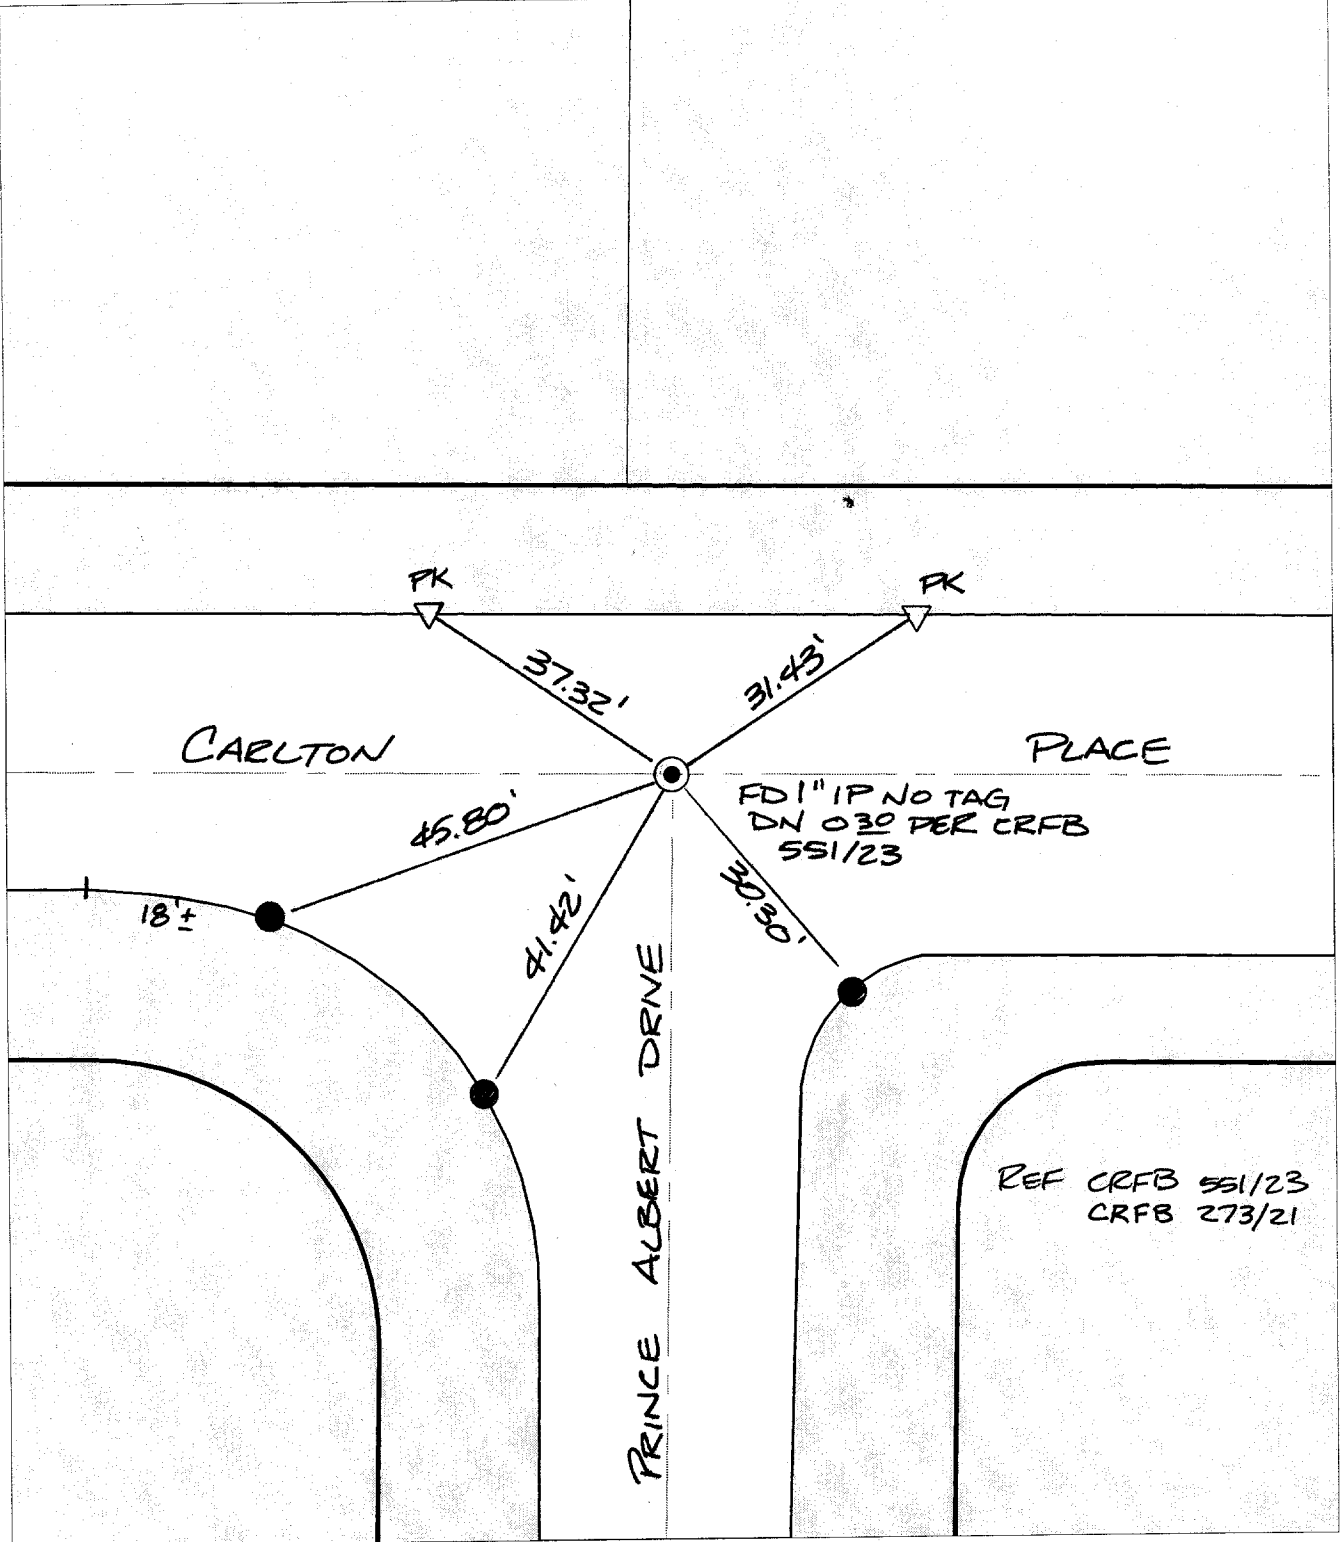 PK
PK
37.32'
31.43'
CARLTON
PLACE
FD 1" IP NO TAG
DN 0 30 PER CRFB
551/23
45.80'
18'±
41.42'
30.30'
PRINCE ALBERT DRIVE
REF CRFB 551/23
CRFB 273/21